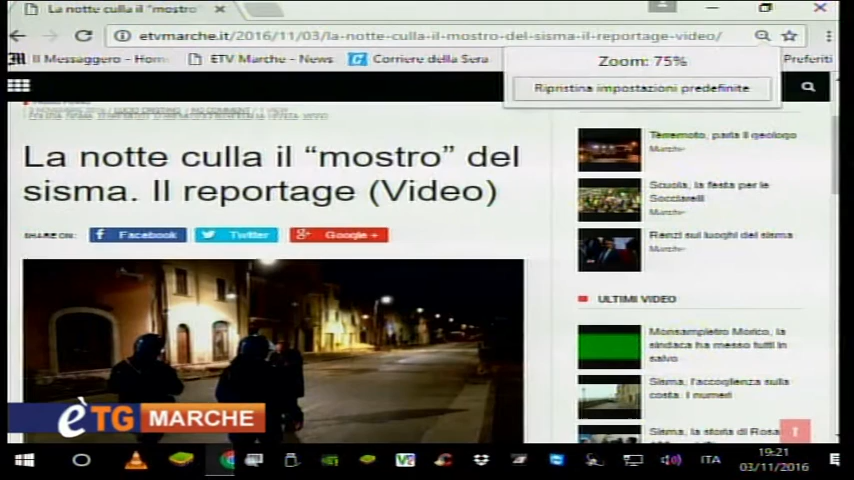 La notte culla il "mostro"
etvmarche.it/2016/11/03/la-notte-culla-il-mostro-del-sisma-il-reportage-video/
Il Messaggero - Home
ETV Marche - News
Corriere della Sera
Preferiti
Zoom: 75%
Ripristina impostazioni predefinite
La notte culla il “mostro” del
sisma. Il reportage (Video)
SHARE ON:
Facebook
Twitter
Google +
Terremoto, parla il geologo
Marche
Scuola, la festa per le
Socciarelli
Marche
Renzi sui luoghi del sisma
Marche
ULTIMI VIDEO
Monsampietro Morico, la
sindaca ha messo tutti in
salvo
Sisma, l'accoglienza sulla
costa: i numeri
Sisma, la storia di Rosa
èTG MARCHE
ITA
19:21
03/11/2016